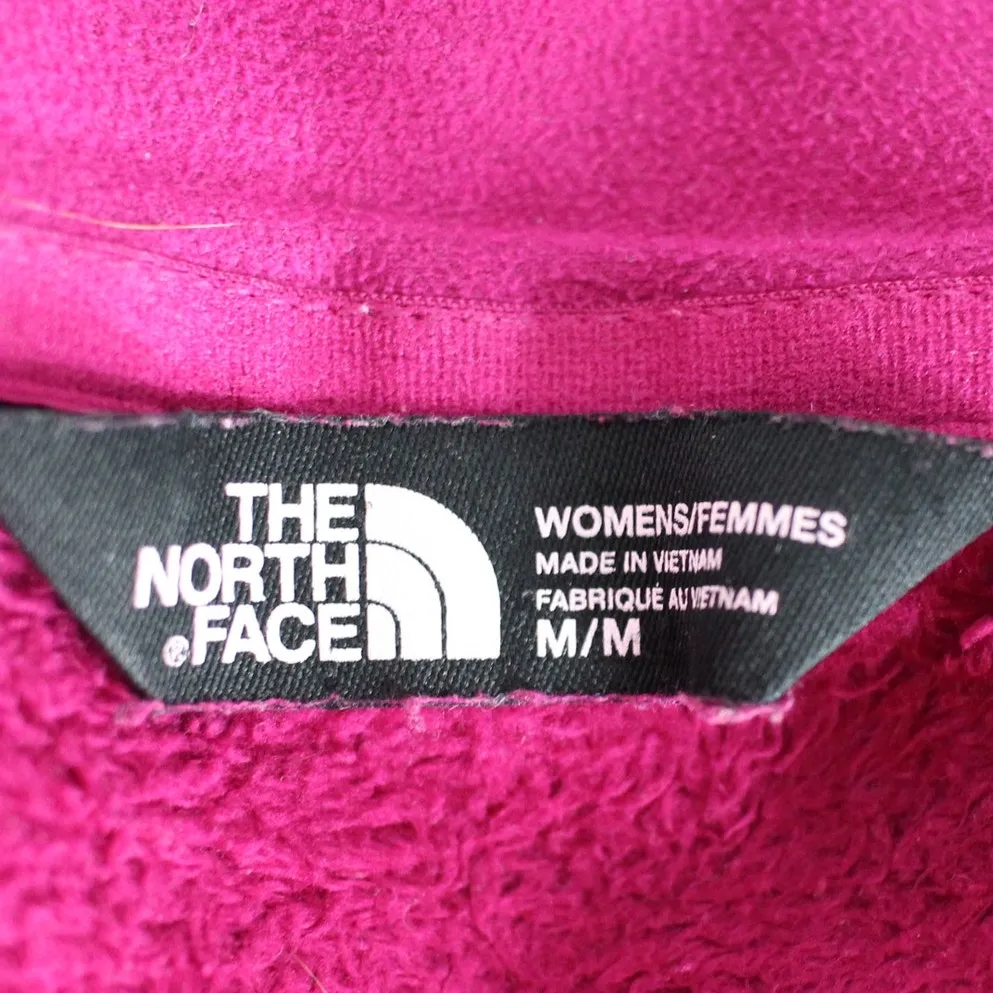 THE
NORTH
®FACE
WOMENS/FEMMES
MADE IN VIETNAM
FABRIQUÉ AU VIETNAM
M/M